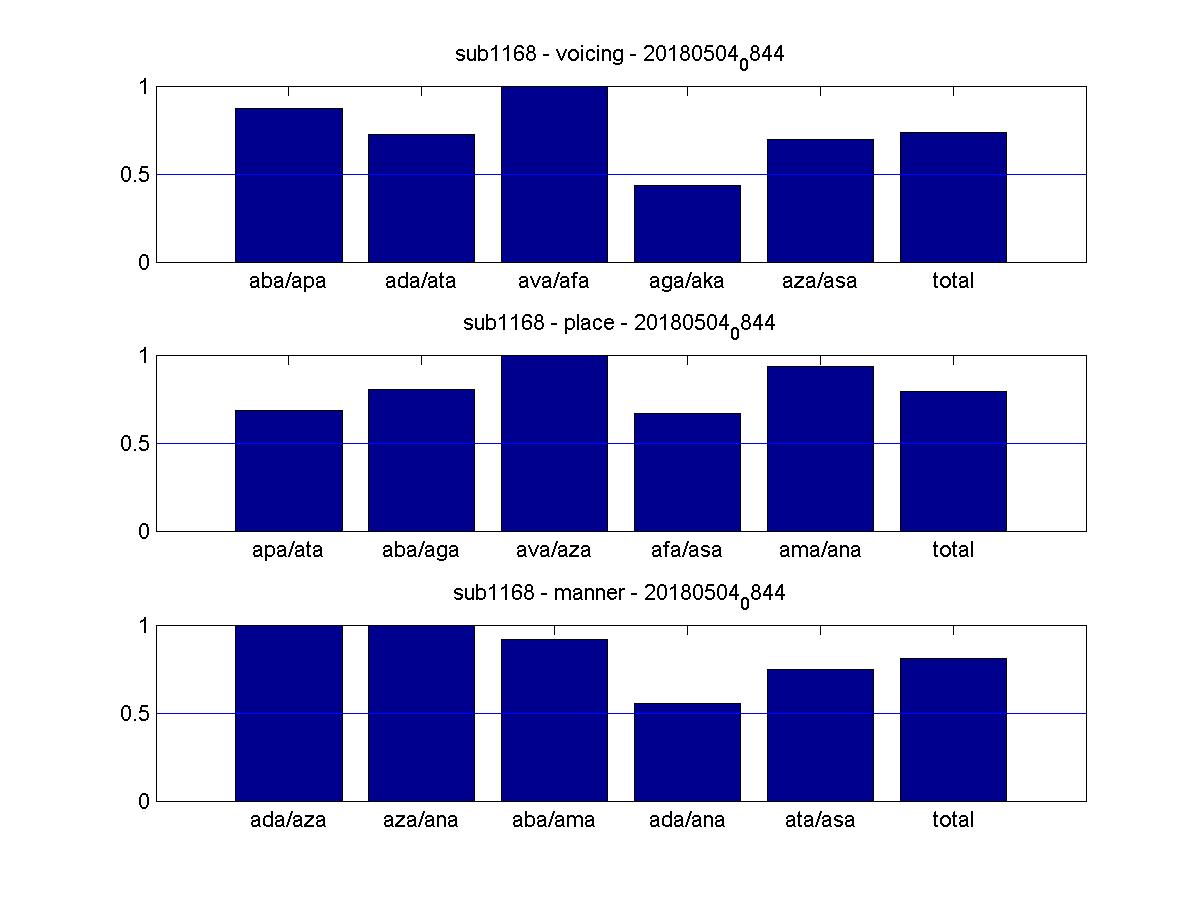 sub1168 - voicing - 20180504_0844
1
0.5
0
aba/apa ada/ata ava/afa aga/aka aza/asa total
sub1168 - place - 20180504_0844
1
0.5
0
apa/ata aba/aga ava/aza afa/asa ama/ana total
sub1168 - manner - 20180504_0844
1
0.5
0
ada/aza aza/ana aba/ama ada/ana ata/asa total